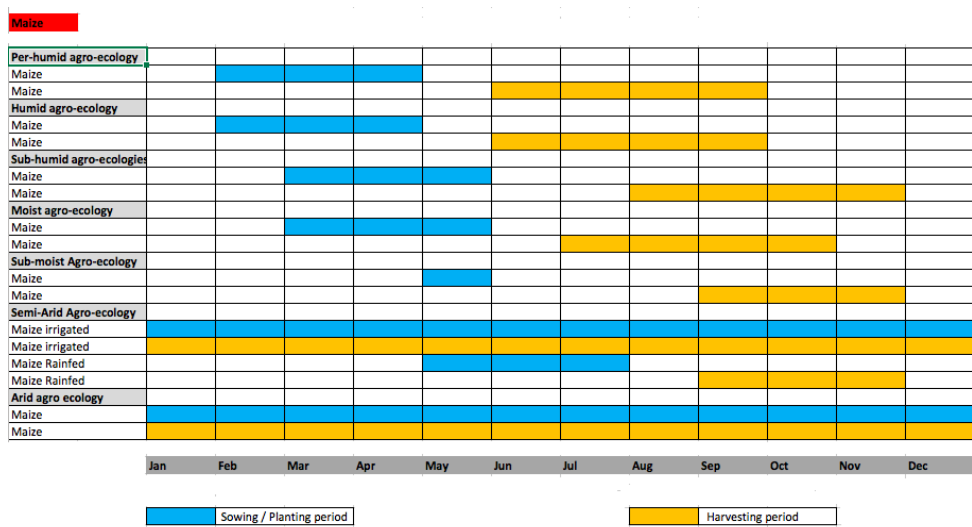 Maize
Per-humid agro-ecology
Maize
Maize
Humid agro-ecology
Maize
Maize
Sub-humid agro-ecologies
Maize
Maize
Moist agro-ecology
Maize
Maize
Sub-moist Agro-ecology
Maize
Maize
Semi-Arid Agro-ecology
Maize irrigated
Maize irrigated
Maize Rainfed
Maize Rainfed
Arid agro ecology
Maize
Maize
Jan Feb Mar Apr May Jun Jul Aug Sep Oct Nov Dec
Sowing / Planting period Harvesting period